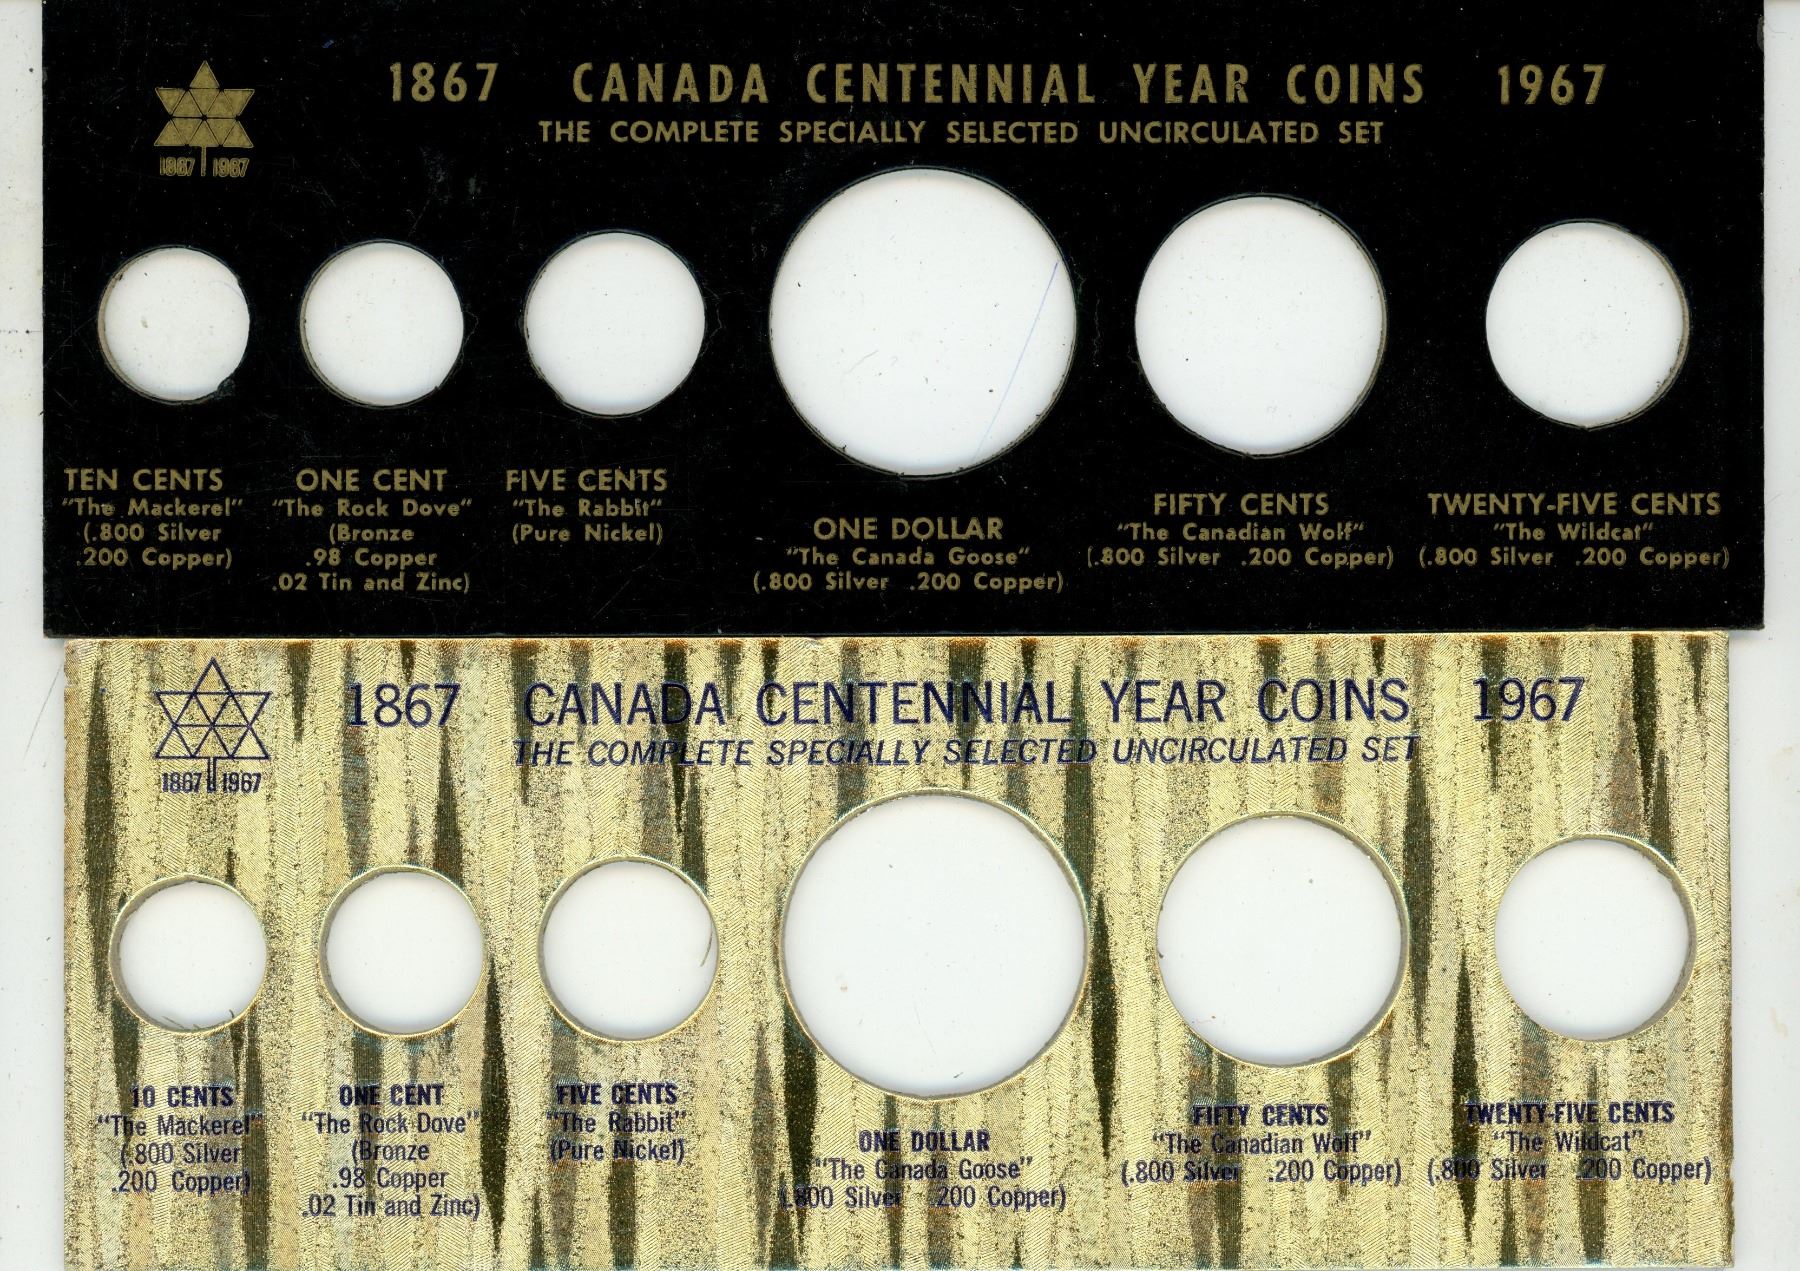 1867 CANADA CENTENNIAL YEAR COINS 1967
THE COMPLETE SPECIALLY SELECTED UNCIRCULATED SET
1867 1967
TEN CENTS
"The Mackerel"
(.800 Silver
.200 Copper)
ONE CENT
"The Rock Dove"
(Bronze
.98 Copper
.02 Tin and Zinc)
FIVE CENTS
"The Rabbit"
(Pure Nickel)
ONE DOLLAR
"The Canada Goose"
(.800 Silver .200 Copper)
FIFTY CENTS
"The Canadian Wolf"
(.800 Silver .200 Copper)
TWENTY-FIVE CENTS
"The Wildcat"
(.800 Silver .200 Copper)
1867 CANADA CENTENNIAL YEAR COINS 1967
THE COMPLETE SPECIALLY SELECTED UNCIRCULATED SET
1867 1967
10 CENTS
"The Mackerel"
(.800 Silver
.200 Copper)
ONE CENT
"The Rock Dove"
(Bronze
.98 Copper
.02 Tin and Zinc)
FIVE CENTS
"The Rabbit"
(Pure Nickel)
ONE DOLLAR
"The Canada Goose"
(.800 Silver .200 Copper)
FIFTY CENTS
"The Canadian Wolf"
(.800 Silver .200 Copper)
TWENTY-FIVE CENTS
"The Wildcat"
(.800 Silver .200 Copper)